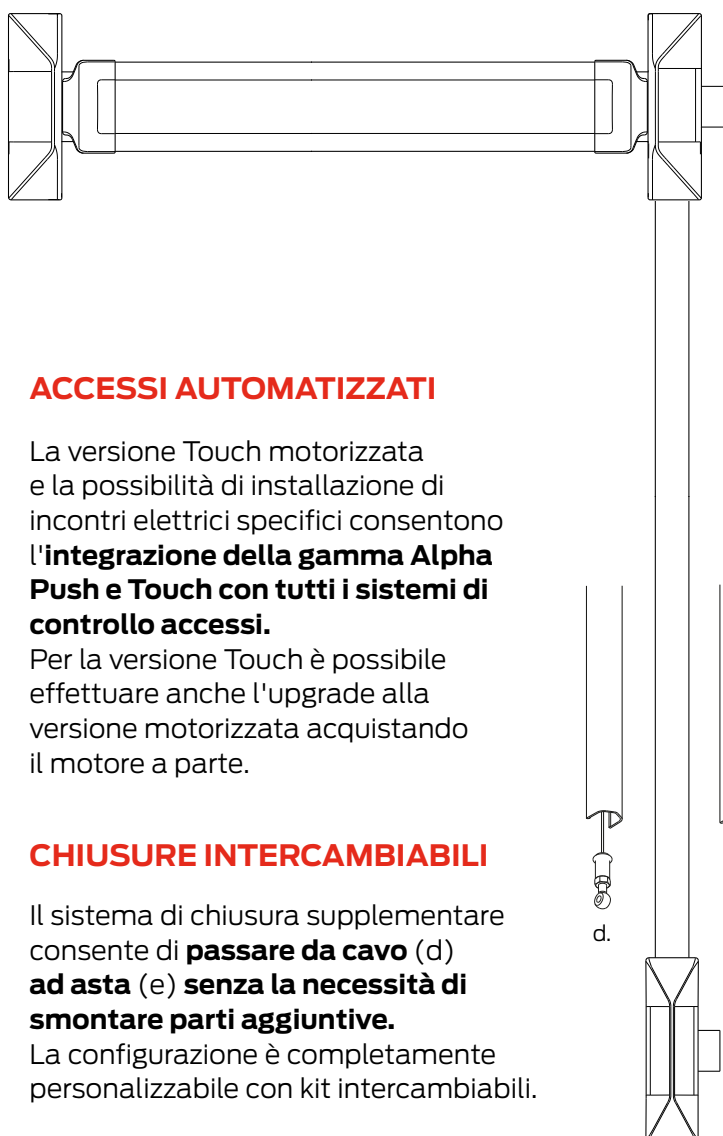 ACCESSI AUTOMATIZZATI
La versione Touch motorizzata
e la possibilità di installazione di
incontri elettrici specifici consentono
l'integrazione della gamma Alpha
Push e Touch con tutti i sistemi di
controllo accessi.
Per la versione Touch è possibile
effettuare anche l'upgrade alla
versione motorizzata acquistando
il motore a parte.
CHIUSURE INTERCAMBIABILI
Il sistema di chiusura supplementare
consente di passare da cavo (d)
ad asta (e) senza la necessità di
smontare parti aggiuntive.
La configurazione è completamente
personalizzabile con kit intercambiabili.
d.